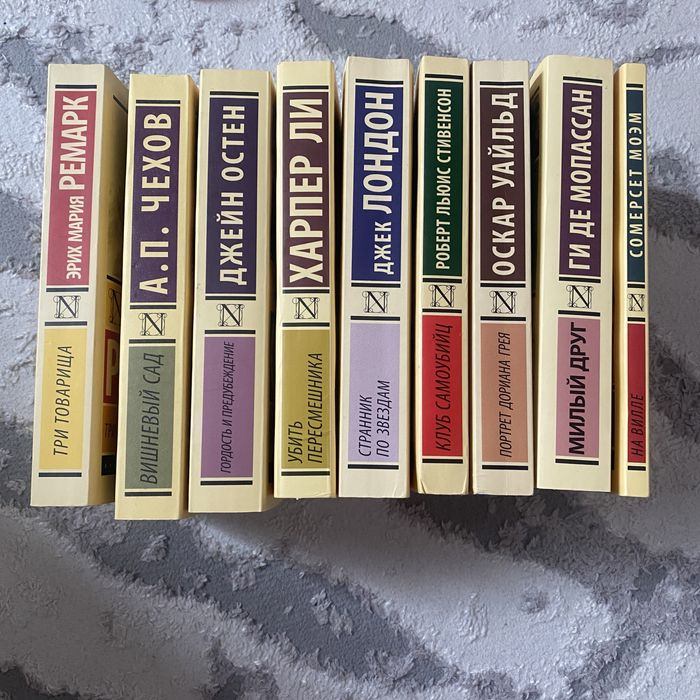 ЭРИХ МАРИЯ РЕМАРК
ТРИ ТОВАРИЩА
А.П. ЧЕХОВ
ВИШНЕВЫЙ САД
ДЖЕЙН ОСТЕН
ГОРДОСТЬ И ПРЕДУБЕЖДЕНИЕ
ХАРПЕР ЛИ
УБИТЬ
ПЕРЕСМЕШНИКА
ДЖЕК ЛОНДОН
СТРАННИК
ПО ЗВЕЗДАМ
РОБЕРТ ЛЬЮИС СТИВЕНСОН
КЛУБ САМОУБИЙЦ
ОСКАР УАЙЛЬД
ПОРТРЕТ ДОРИАНА ГРЕЯ
ГИ ДЕ МОПАССАН
МИЛЫЙ ДРУГ
СОМЕРСЕТ МОЭМ
НА ВИЛЛЕ